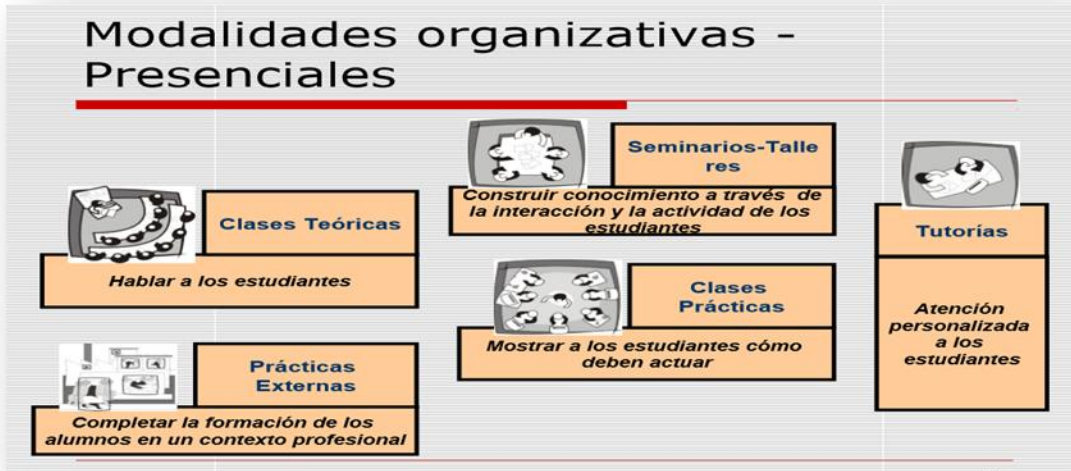 Modalidades organizativas -
Presenciales
Clases Teóricas
Hablar a los estudiantes
Prácticas
Externas
Completar la formación de los
alumnos en un contexto profesional
Seminarios-Talle
res
Construir conocimiento a través de
la interacción y la actividad de los
estudiantes
Clases
Prácticas
Mostrar a los estudiantes cómo
deben actuar
Tutorías
Atención
personalizada
a los
estudiantes